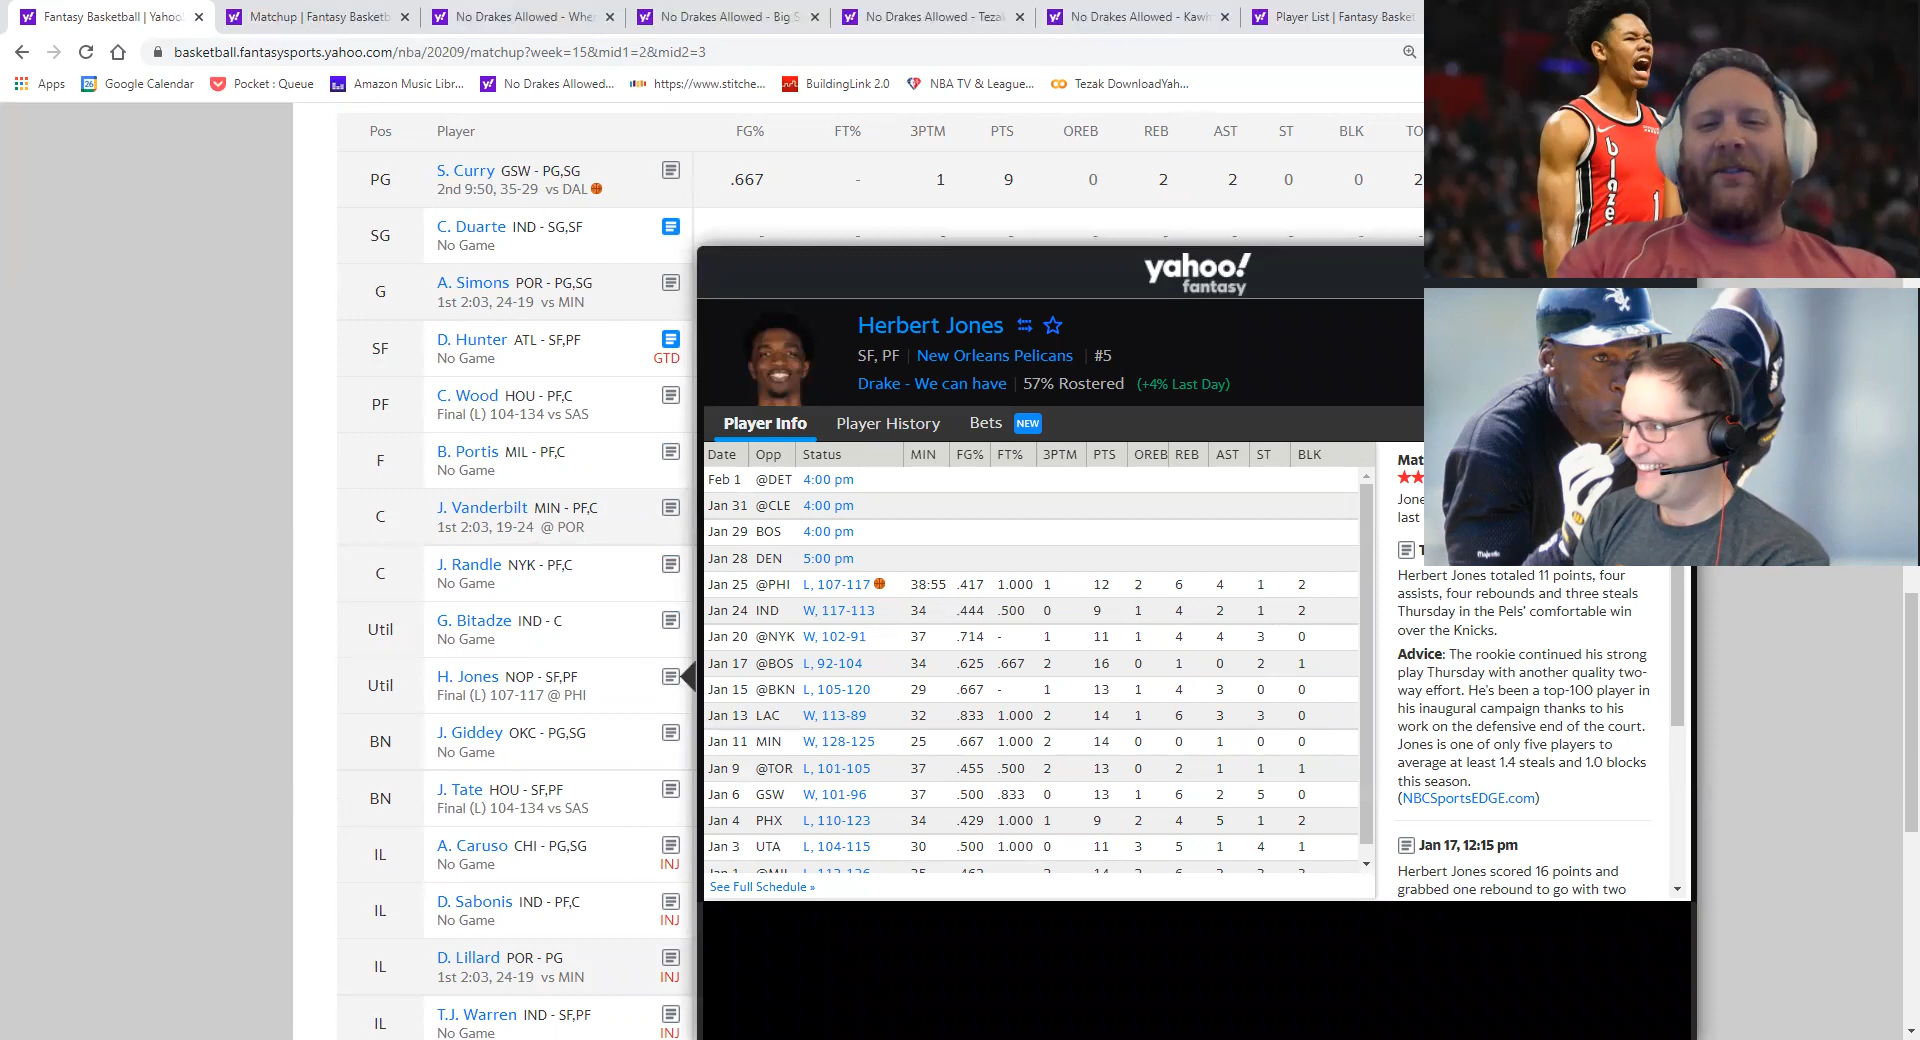 Fantasy Basketball | Yahoo!
Matchup | Fantasy Basketb
No Drakes Allowed - Wher
No Drakes Allowed - Big S
No Drakes Allowed - Teza
No Drakes Allowed - Kawh
Player List | Fantasy Basket
basketball.fantasysports.yahoo.com/nba/20209/matchup?week=15&mid1=2&mid2=3
Apps
26
Google Calendar
Pocket : Queue
Amazon Music Libr...
No Drakes Allowed...
https://www.stitche...
BuildingLink 2.0
NBA TV & League...
Tezak DownloadYah...
Pos Player FG% FT% 3PTM PTS OREB REB AST ST BLK TO
PG S. Curry GSW - PG,SG .667 - 1 9 0 2 2 0 0 2
2nd 9:50, 35-29 vs DAL
SG C. Duarte IND - SG,SF - - - - - - - - - -
No Game
G A. Simons POR - PG,SG
1st 2:03, 24-19 vs MIN
SF D. Hunter ATL - SF,PF
No Game GTD
PF C. Wood HOU - PF,C
Final (L) 104-134 vs SAS
F B. Portis MIL - PF,C
No Game
C J. Vanderbilt MIN - PF,C
1st 2:03, 19-24 @ POR
C J. Randle NYK - PF,C
No Game
Util G. Bitadze IND - C
No Game
Util H. Jones NOP - SF,PF
Final (L) 107-117 @ PHI
BN J. Giddey OKC - PG,SG
No Game
BN J. Tate HOU - SF,PF
Final (L) 104-134 vs SAS
IL A. Caruso CHI - PG,SG
No Game INJ
IL D. Sabonis IND - PF,C
No Game INJ
IL D. Lillard POR - PG
1st 2:03, 24-19 vs MIN INJ
IL T.J. Warren IND - SF,PF
No Game INJ
yahoo!
fantasy
Herbert Jones
SF, PF | New Orleans Pelicans | #5
Drake - We can have | 57% Rostered (+4% Last Day)
Player Info Player History Bets NEW
Date Opp Status MIN FG% FT% 3PTM PTS OREB REB AST ST BLK
Feb 1 @DET 4:00 pm
Jan 31 @CLE 4:00 pm
Jan 29 BOS 4:00 pm
Jan 28 DEN 5:00 pm
Jan 25 @PHI L, 107-117 38:55 .417 1.000 1 12 2 6 4 1 2
Jan 24 IND W, 117-113 34 .444 .500 0 9 1 4 2 1 2
Jan 20 @NYK W, 102-91 37 .714 - 1 11 1 4 4 3 0
Jan 17 @BOS L, 92-104 34 .625 .667 2 16 0 1 0 2 1
Jan 15 @BKN L, 105-120 29 .667 - 1 13 1 4 3 0 0
Jan 13 LAC W, 113-89 32 .833 1.000 2 14 1 6 3 3 0
Jan 11 MIN W, 128-125 25 .667 1.000 2 14 0 0 1 0 0
Jan 9 @TOR L, 101-105 37 .455 .500 2 13 0 2 1 1 1
Jan 6 GSW W, 101-96 37 .500 .833 0 13 1 6 2 5 0
Jan 4 PHX L, 110-123 34 .429 1.000 1 9 2 4 5 1 2
Jan 3 UTA L, 104-115 30 .500 1.000 0 11 3 5 1 4 1
See Full Schedule »
Mat
Jone
last
Herbert Jones totaled 11 points, four
assists, four rebounds and three steals
Thursday in the Pels' comfortable win
over the Knicks.
Advice: The rookie continued his strong
play Thursday with another quality two-
way effort. He's been a top-100 player in
his inaugural campaign thanks to his
work on the defensive end of the court.
Jones is one of only five players to
average at least 1.4 steals and 1.0 blocks
this season.
(NBCSportsEDGE.com)
Jan 17, 12:15 pm
Herbert Jones scored 16 points and
grabbed one rebound to go with two
blazers
1
Majestic